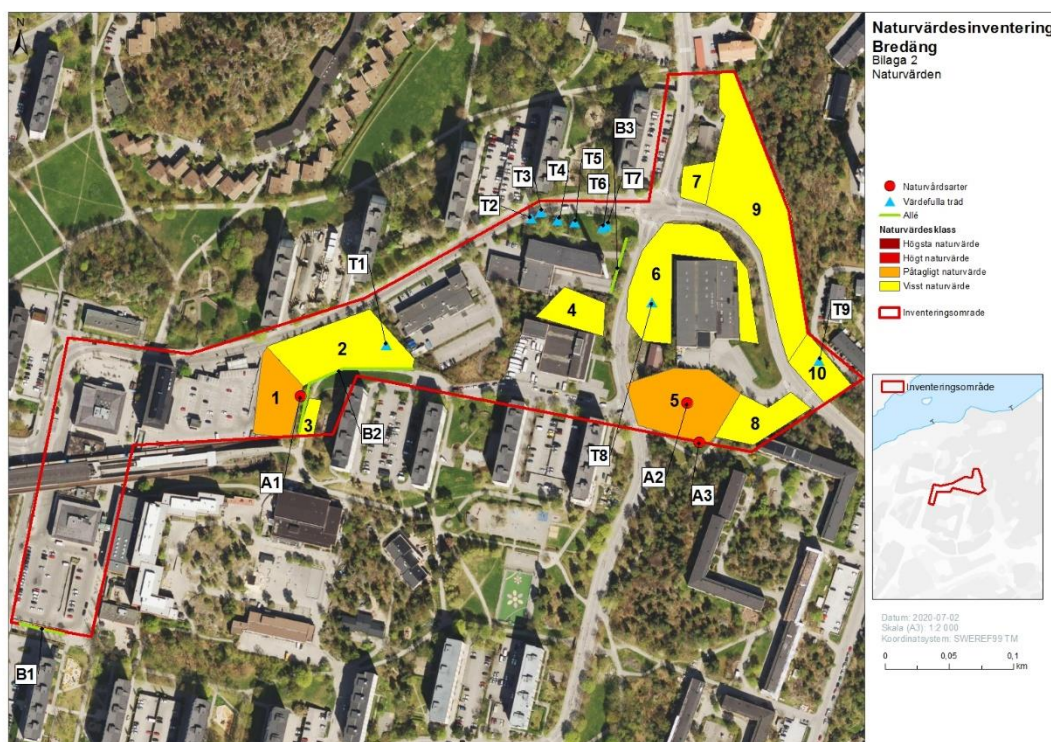 Naturvärdesinventering
Bredäng
Bilaga 2
Naturvärden
Naturvårdsarter
Värdefulla träd
Allé
Naturvärdesklass
Högsta naturvärde
Högt naturvärde
Påtagligt naturvärde
Visst naturvärde
Inventeringsområde
Inventeringsområde
Datum: 2020-07-02
Skala (A3): 1:2 000
Koordinatsystem: SWEREF99 TM
0 0,05 0,1
km
N
B3
T5
T4
T6
T3
T7
T2
7
9
T1
6
4
T9
2
10
1
5
3
8
B2
T8
A1
A2
A3
B1